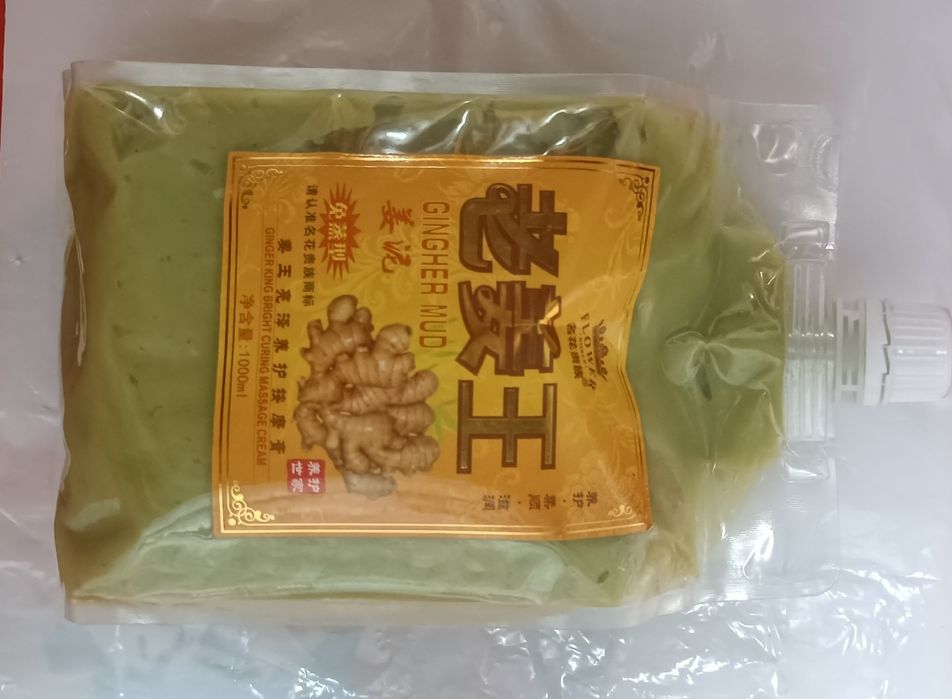 FLOWER
名花贵族
养护·柔顺·滋润
老姜王
GINGHER MUD
姜泥
免蒸型
请认准名花贵族商标
养护
世家
姜王亮泽养护按摩膏
GINGER KING BRIGHT CURING MASSAGE CREAM
净含量:1000ml